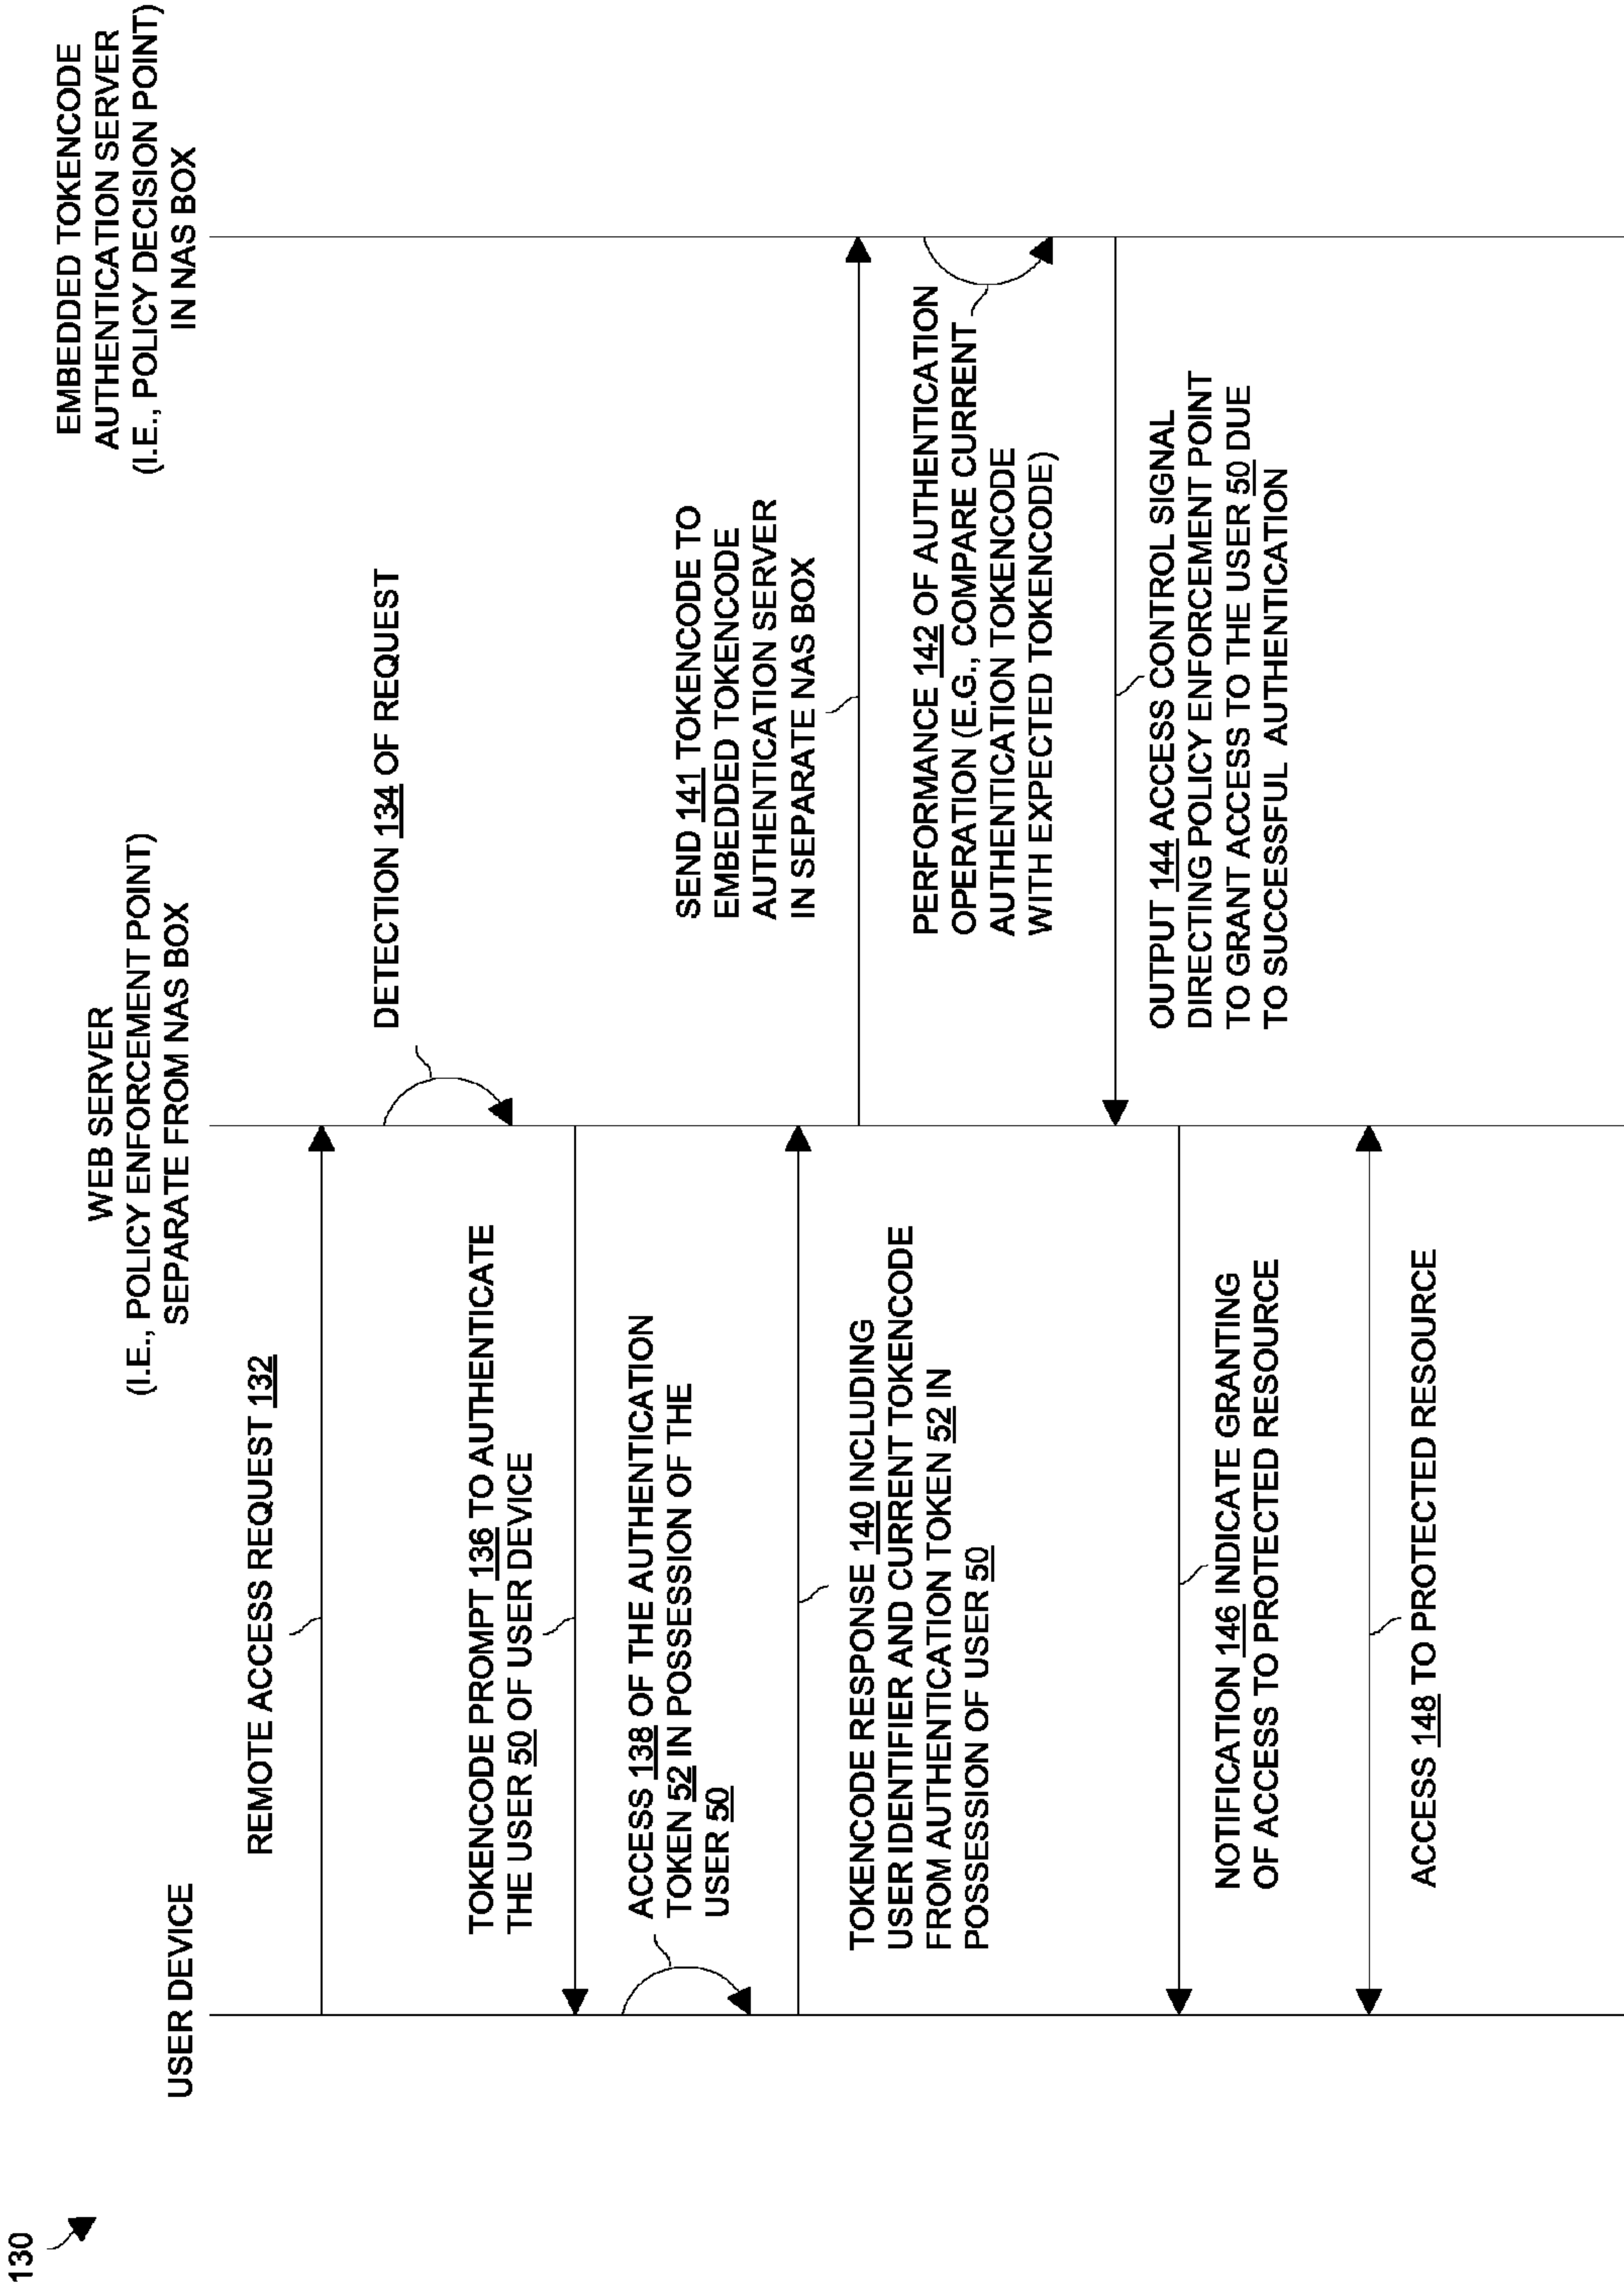 130
USER DEVICE
WEB SERVER
(I.E., POLICY ENFORCEMENT POINT)
SEPARATE FROM NAS BOX
EMBEDDED TOKENCODE
AUTHENTICATION SERVER
(I.E., POLICY DECISION POINT)
IN NAS BOX
REMOTE ACCESS REQUEST 132
DETECTION 134 OF REQUEST
TOKENCODE PROMPT 136 TO AUTHENTICATE
THE USER 50 OF USER DEVICE
ACCESS 138 OF THE AUTHENTICATION
TOKEN 52 IN POSSESSION OF THE
USER 50
SEND 141 TOKENCODE TO
EMBEDDED TOKENCODE
AUTHENTICATION SERVER
IN SEPARATE NAS BOX
TOKENCODE RESPONSE 140 INCLUDING
USER IDENTIFIER AND CURRENT TOKENCODE
FROM AUTHENTICATION TOKEN 52 IN
POSSESSION OF USER 50
PERFORMANCE 142 OF AUTHENTICATION
OPERATION (E.G., COMPARE CURRENT
AUTHENTICATION TOKENCODE
WITH EXPECTED TOKENCODE)
OUTPUT 144 ACCESS CONTROL SIGNAL
DIRECTING POLICY ENFORCEMENT POINT
TO GRANT ACCESS TO THE USER 50 DUE
TO SUCCESSFUL AUTHENTICATION
NOTIFICATION 146 INDICATE GRANTING
OF ACCESS TO PROTECTED RESOURCE
ACCESS 148 TO PROTECTED RESOURCE